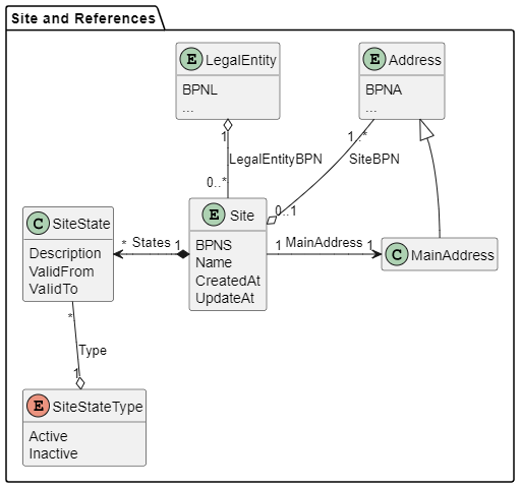 Site and References
E LegalEntity
BPNL
...
E Address
BPNA
...
1
1..*
LegalEntityBPN
SiteBPN
0..*
0..1
C SiteState
Description
ValidFrom
ValidTo
* States 1
E Site
BPNS
Name
CreatedAt
UpdateAt
1 MainAddress 1
C MainAddress
*
Type
1
E SiteStateType
Active
Inactive